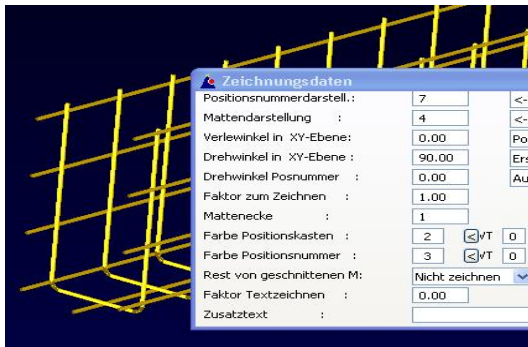 Zeichnungsdaten
Positionsnummerdarstell.: 7 <-
Mattendarstellung : 4 <-
Verlewinkel in XY-Ebene: 0.00 Po
Drehwinkel in XY-Ebene : 90.00 Ers
Drehwinkel Posnummer : 0.00 Au
Faktor zum Zeichnen : 1.00
Mattenecke : 1
Farbe Positionskasten : 2 < √T 0
Farbe Positionsnummer : 3 < √T 0
Rest von geschnittenen M: Nicht zeichnen
Faktor Textzeichnen : 0.00
Zusatztext :